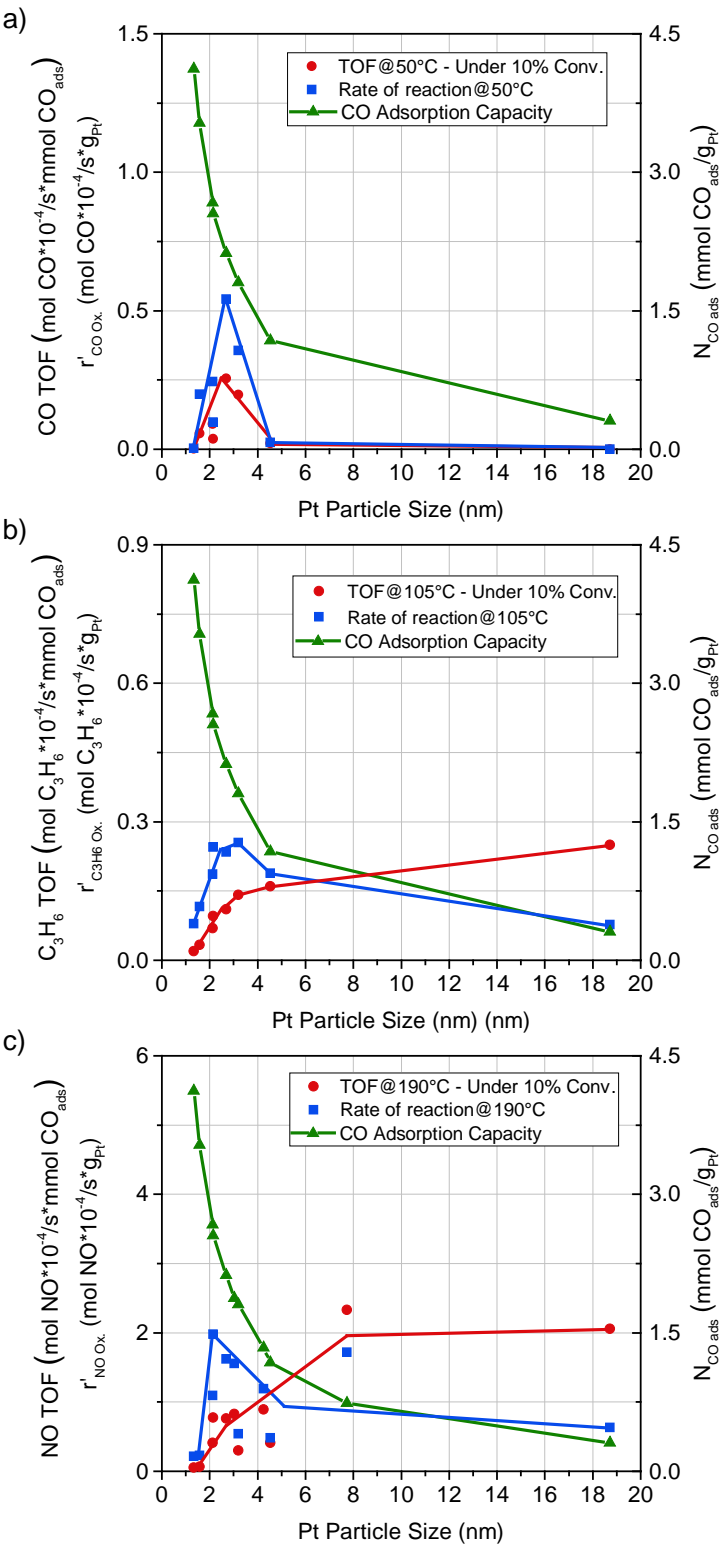 a)
CO TOF (mol CO*10⁻⁴/s*mmol CO_ads)
r'_CO Ox. (mol CO*10⁻⁴/s*g_Pt)
1.5
1.0
0.5
0.0
TOF@50°C - Under 10% Conv.
Rate of reaction@50°C
CO Adsorption Capacity
4.5
3.0
1.5
0.0
N_CO ads (mmol CO_ads/g_Pt)
0 2 4 6 8 10 12 14 16 18 20
Pt Particle Size (nm)
b)
C₃H₆ TOF (mol C₃H₆*10⁻⁴/s*mmol CO_ads)
r'_C3H6 Ox. (mol C₃H₆*10⁻⁴/s*g_Pt)
0.9
0.6
0.3
0.0
TOF@105°C - Under 10% Conv.
Rate of reaction@105°C
CO Adsorption Capacity
4.5
3.0
1.5
0.0
N_CO ads (mmol CO_ads/g_Pt)
0 2 4 6 8 10 12 14 16 18 20
Pt Particle Size (nm) (nm)
c)
NO TOF (mol NO*10⁻⁴/s*mmol CO_ads)
r'_NO Ox. (mol NO*10⁻⁴/s*g_Pt)
6
4
2
0
TOF@190°C - Under 10% Conv.
Rate of reaction@190°C
CO Adsorption Capacity
4.5
3.0
1.5
0.0
N_CO ads (mmol CO_ads/g_Pt)
0 2 4 6 8 10 12 14 16 18 20
Pt Particle Size (nm)